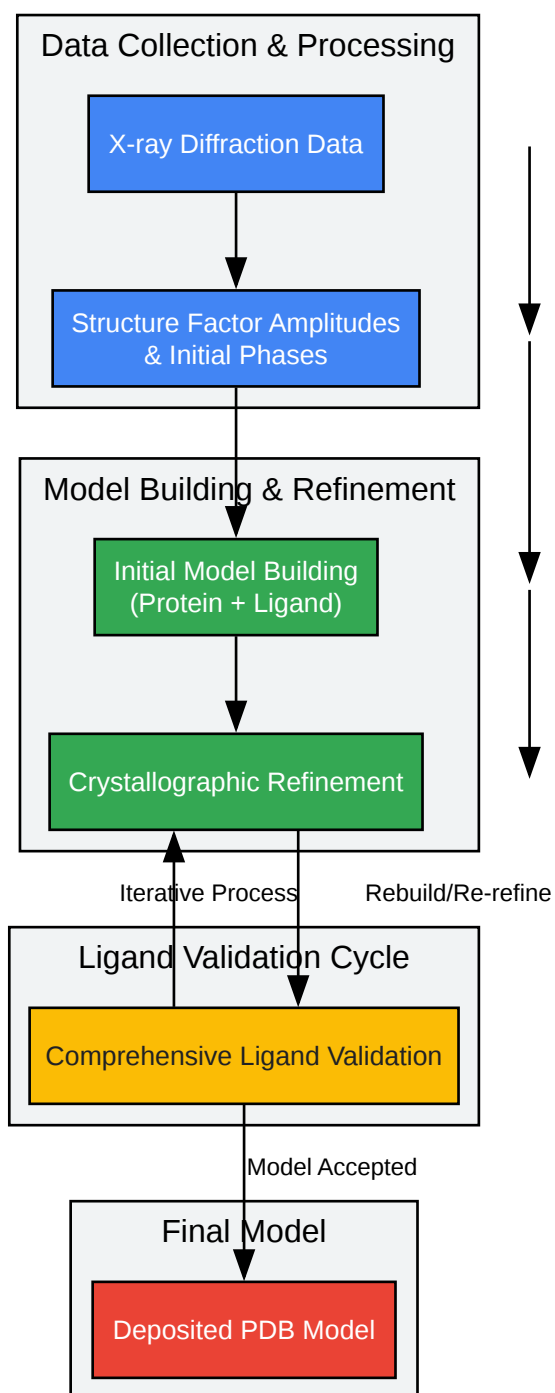 Data Collection & Processing
X-ray Diffraction Data
Structure Factor Amplitudes
& Initial Phases
Model Building & Refinement
Initial Model Building
(Protein + Ligand)
Crystallographic Refinement
Iterative Process
Rebuild/Re-refine
Ligand Validation Cycle
Comprehensive Ligand Validation
Model Accepted
Final Model
Deposited PDB Model